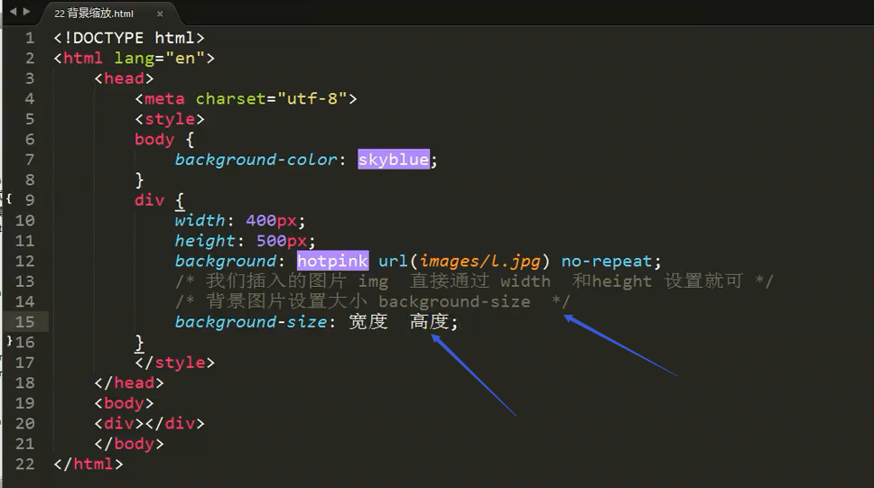 22 背景缩放.html ×
1 <!DOCTYPE html>
2 <html lang="en">
3 <head>
4 <meta charset="utf-8">
5 <style>
6 body {
7 background-color: skyblue;
8 }
9 div {
10 width: 400px;
11 height: 500px;
12 background: hotpink url(images/l.jpg) no-repeat;
13 /* 我们插入的图片 img 直接通过 width 和height 设置就可 */
14 /* 背景图片设置大小 background-size */
15 background-size: 宽度 高度;
16 }
17 </style>
18 </head>
19 <body>
20 <div></div>
21 </body>
22 </html>